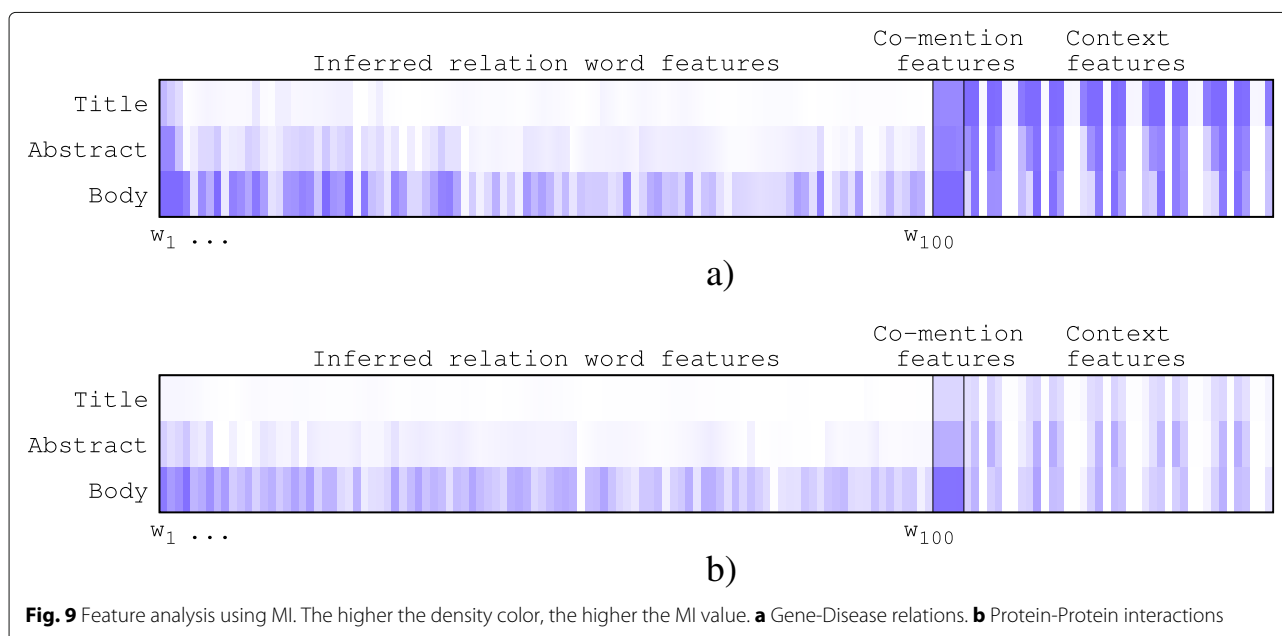 Co-mention Context
Inferred relation word features features features
Title
Abstract
Body
w1 ... w100
a)
Co-mention Context
Inferred relation word features features features
Title
Abstract
Body
w1 ... w100
b)
Fig. 9 Feature analysis using MI. The higher the density color, the higher the MI value. a Gene-Disease relations. b Protein-Protein interactions